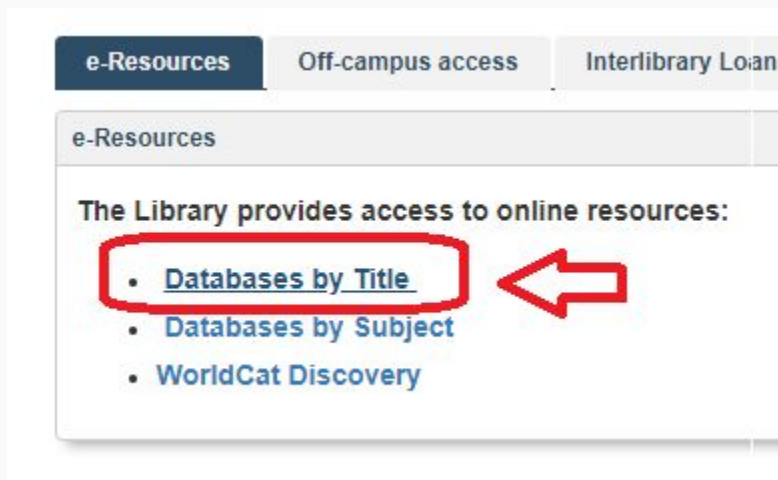 e-Resources Off-campus access Interlibrary Loan
e-Resources
The Library provides access to online resources:
• Databases by Title
• Databases by Subject
• WorldCat Discovery